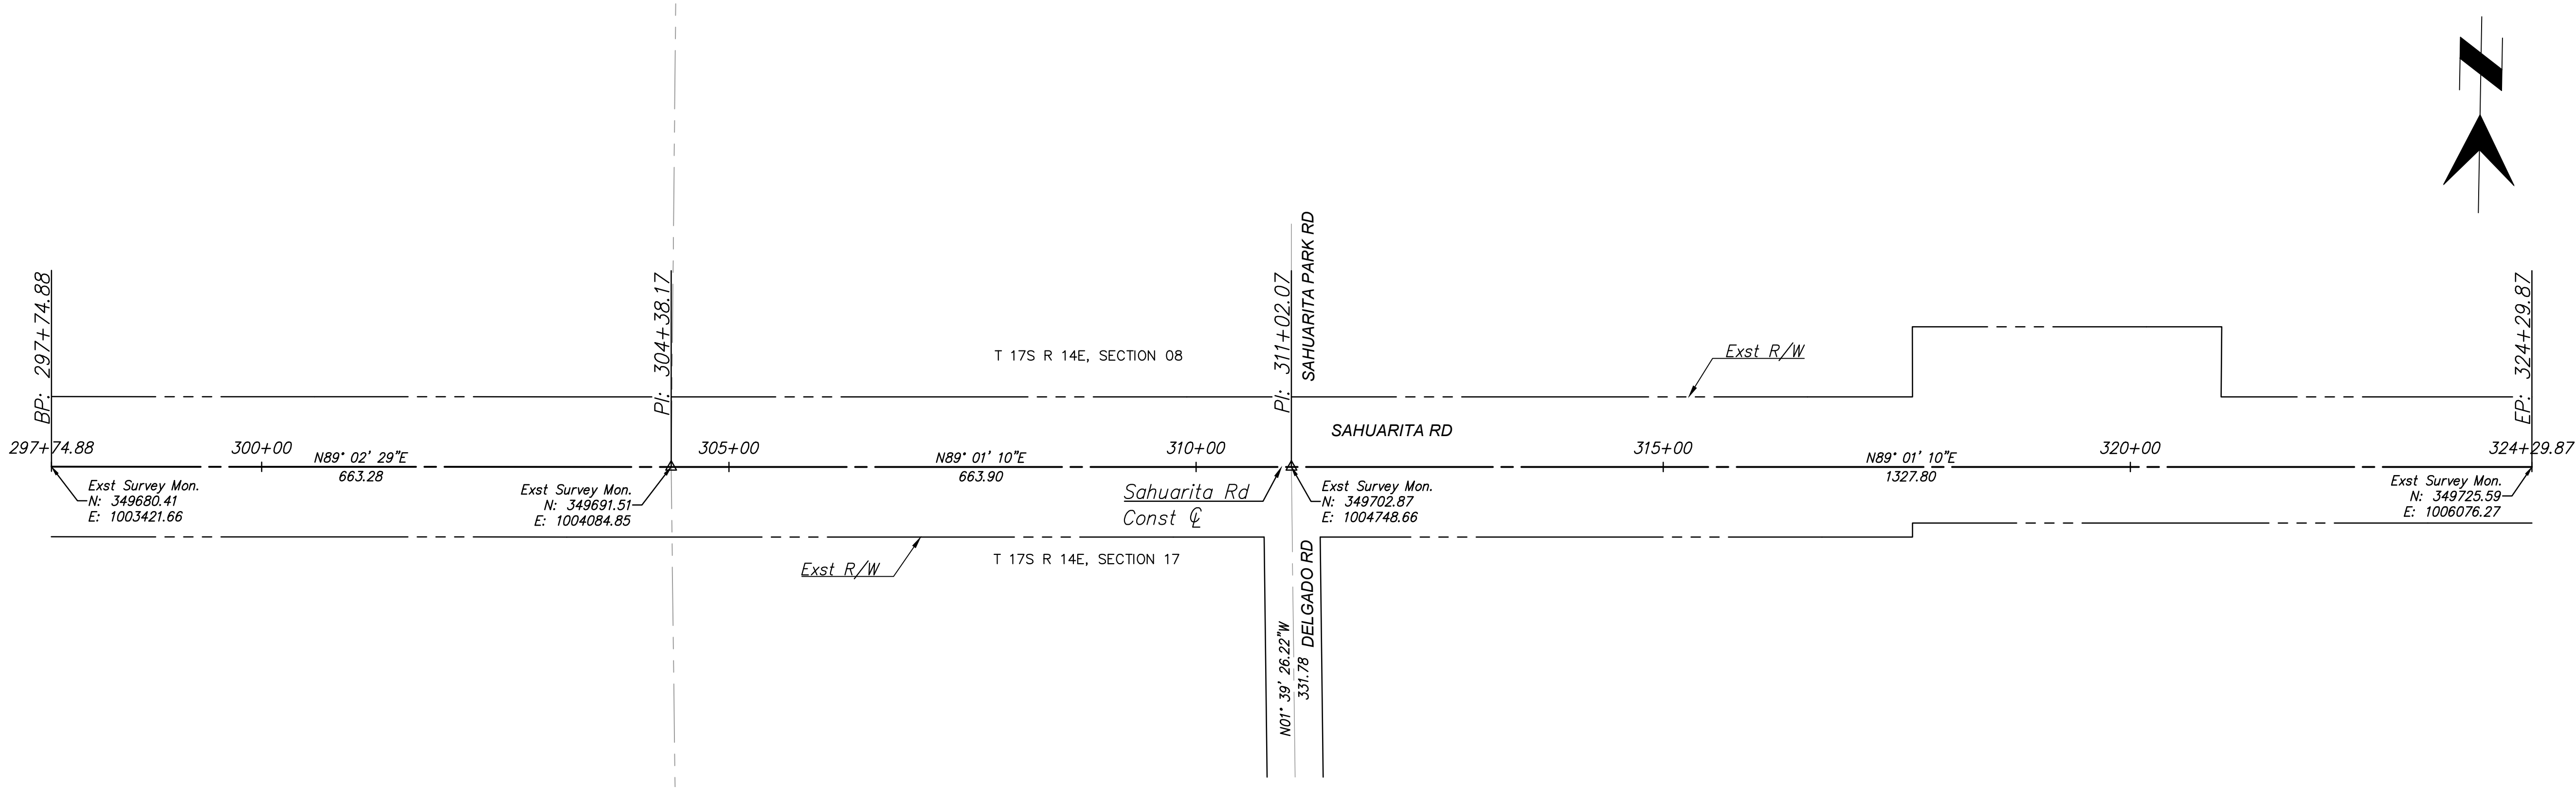 N
BP: 297+74.88
PI: 304+38.17
PI: 311+02.07
SAHUARITA PARK RD
EP: 324+29.87
T 17S R 14E, SECTION 08
Exst R/W
SAHUARITA RD
297+74.88
300+00
305+00
310+00
315+00
320+00
324+29.87
N89° 02' 29"E
663.28
N89° 01' 10"E
663.90
N89° 01' 10"E
1327.80
Exst Survey Mon.
N: 349680.41
E: 1003421.66
Exst Survey Mon.
N: 349691.51
E: 1004084.85
Sahuarita Rd
Const ℄
Exst Survey Mon.
N: 349702.87
E: 1004748.66
Exst Survey Mon.
N: 349725.59
E: 1006076.27
Exst R/W
T 17S R 14E, SECTION 17
N01° 39' 26.22"W
331.78
DELGADO RD